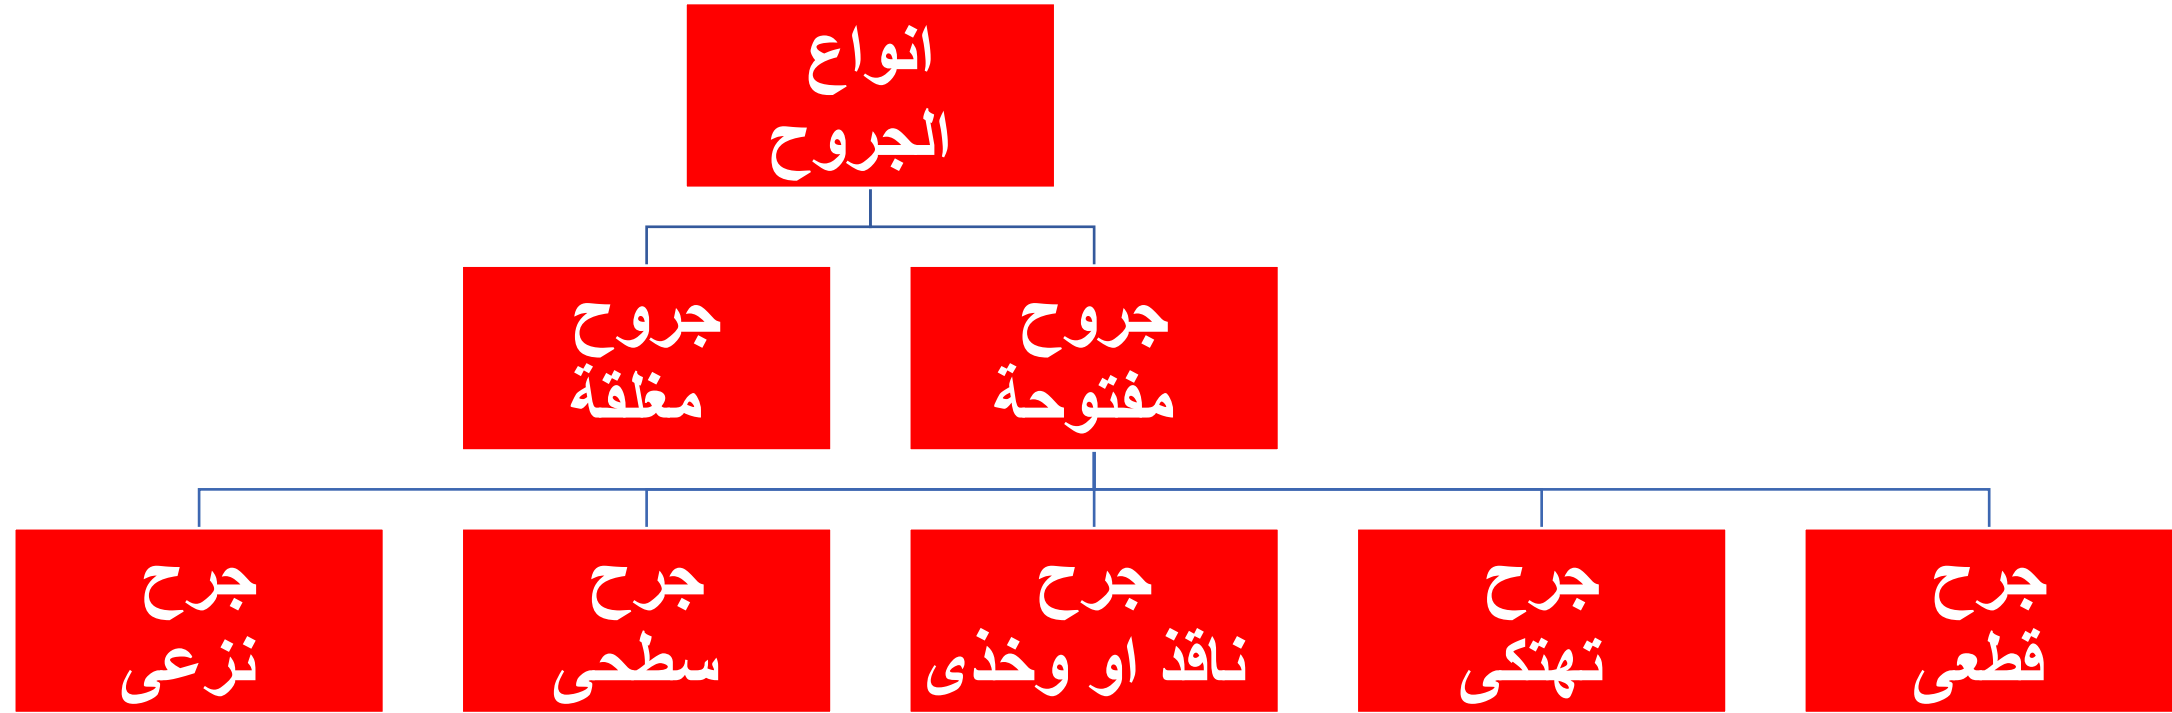 انواع
الجروح
جروح
مفتوحة
جروح
مغلقة
جرح
قطعى
جرح
تهتكى
جرح
ناقذ او وخذى
جرح
سطحى
جرح
نزعى